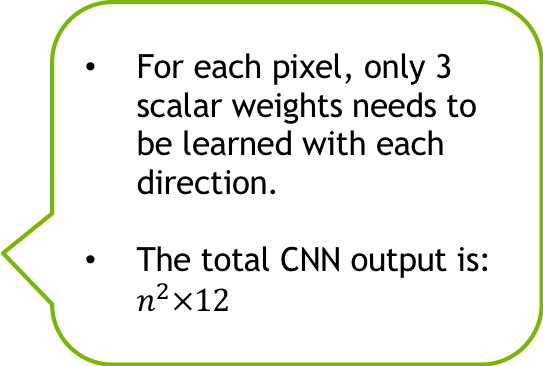 • For each pixel, only 3
scalar weights needs to
be learned with each
direction.
• The total CNN output is:
𝑛²×12